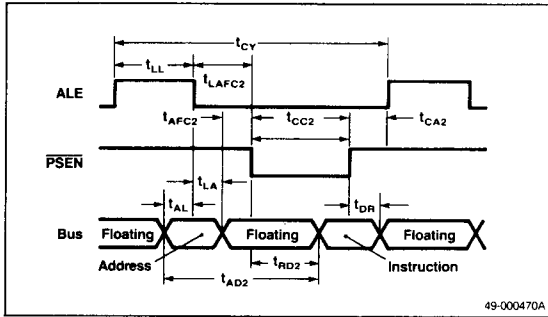 tCY
tLL
tLAFC2
ALE
tAFC2
tCC2
tCA2
PSEN
tLA
tAL
tDR
Bus
Floating
Floating
Floating
Address
tRD2
Instruction
tAD2
49-000470A